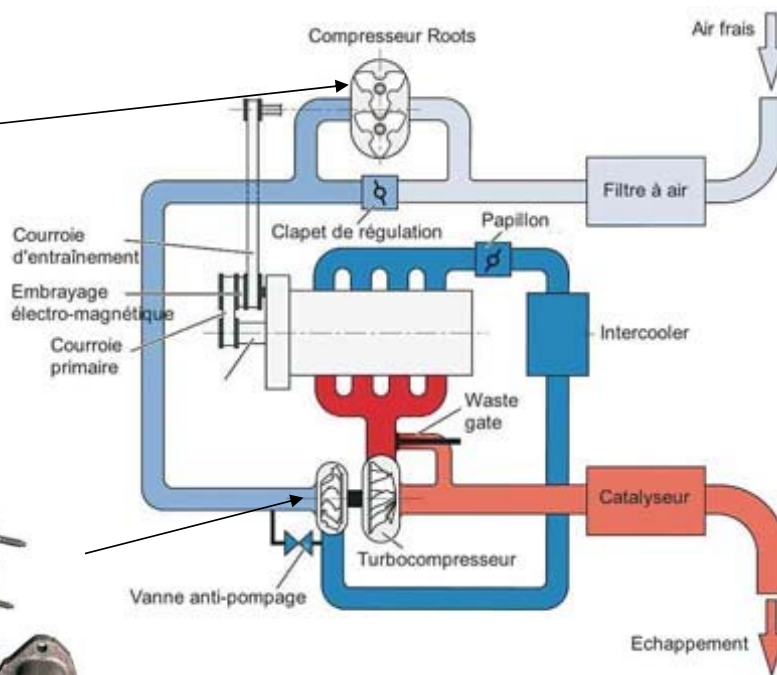 Air frais
Compresseur Roots
Filtre à air
Clapet de régulation
Papillon
Courroie
d'entraînement
Embrayage
électro-magnétique
Courroie
primaire
Intercooler
Waste
gate
Catalyseur
Turbocompresseur
Vanne anti-pompage
Echappement